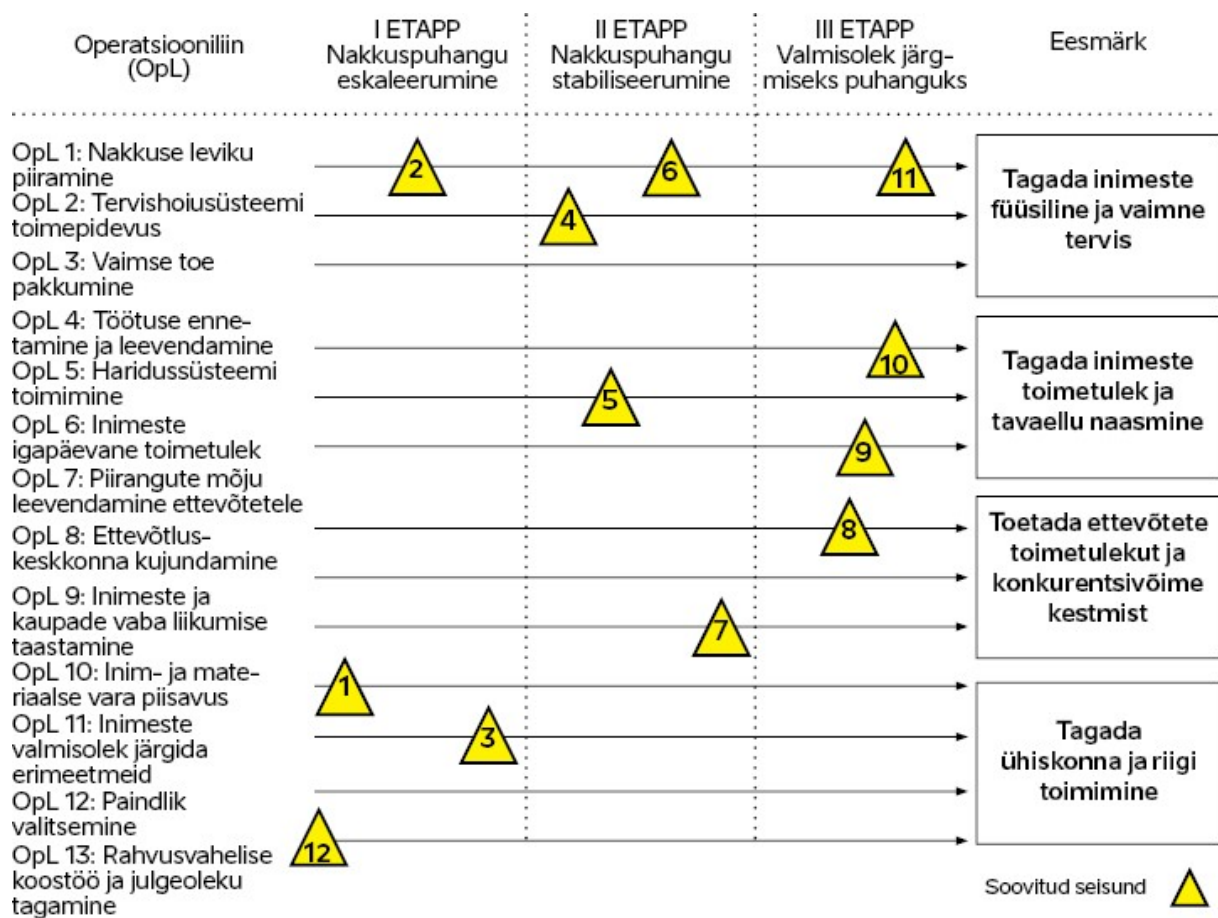 Operatsiooniliin
(OpL)
I ETAPP
Nakkuspuhangu
eskaleerumine
II ETAPP
Nakkuspuhangu
stabiliseerumine
III ETAPP
Valmisolek järg-
miseks puhanguks
Eesmärk
OpL 1: Nakkuse leviku
piiramine
2
6
11
OpL 2: Tervishoiusüsteemi
toimepidevus
4
OpL 3: Vaimse toe
pakkumine
Tagada inimeste
füüsiline ja vaimne
tervis
OpL 4: Töötuse enne-
tamine ja leevendamine
10
OpL 5: Haridussüsteemi
toimimine
5
OpL 6: Inimeste
igapäevane toimetulek
9
Tagada inimeste
toimetulek ja
tavaellu naasmine
OpL 7: Piirangute mõju
leevendamine ettevõtetele
8
OpL 8: Ettevõtlus-
keskkonna kujundamine
OpL 9: Inimeste ja
kaupade vaba liikumise
taastamine
7
Toetada ettevõtete
toimetulekut ja
konkurentsivõime
kestmist
OpL 10: Inim- ja mate-
riaalse vara piisavus
1
OpL 11: Inimeste
valmisolek järgida
erimeetmeid
3
OpL 12: Paindlik
valitsemine
12
OpL 13: Rahvusvahelise
koostöö ja julgeoleku
tagamine
Tagada
ühiskonna ja riigi
toimimine
Soovitud seisund